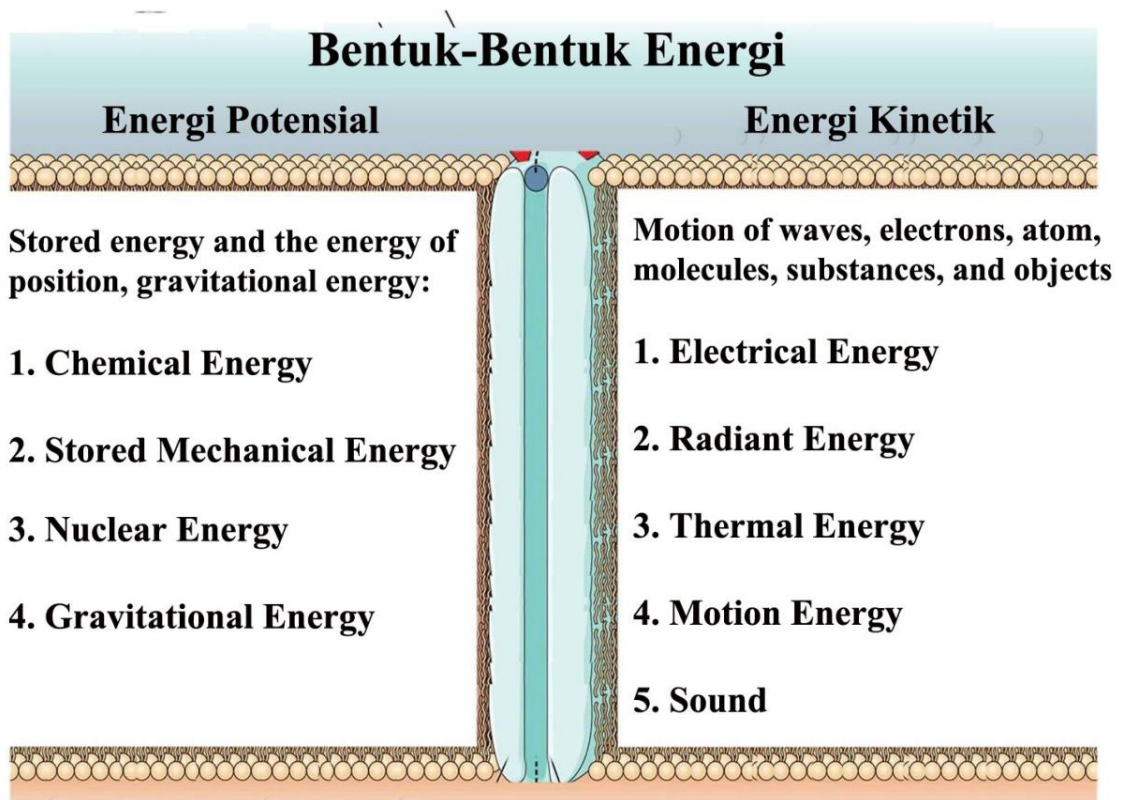 Bentuk-Bentuk Energi
Energi Potensial
Energi Kinetik
Stored energy and the energy of
position, gravitational energy:
1. Chemical Energy
2. Stored Mechanical Energy
3. Nuclear Energy
4. Gravitational Energy
Motion of waves, electrons, atom,
molecules, substances, and objects
1. Electrical Energy
2. Radiant Energy
3. Thermal Energy
4. Motion Energy
5. Sound